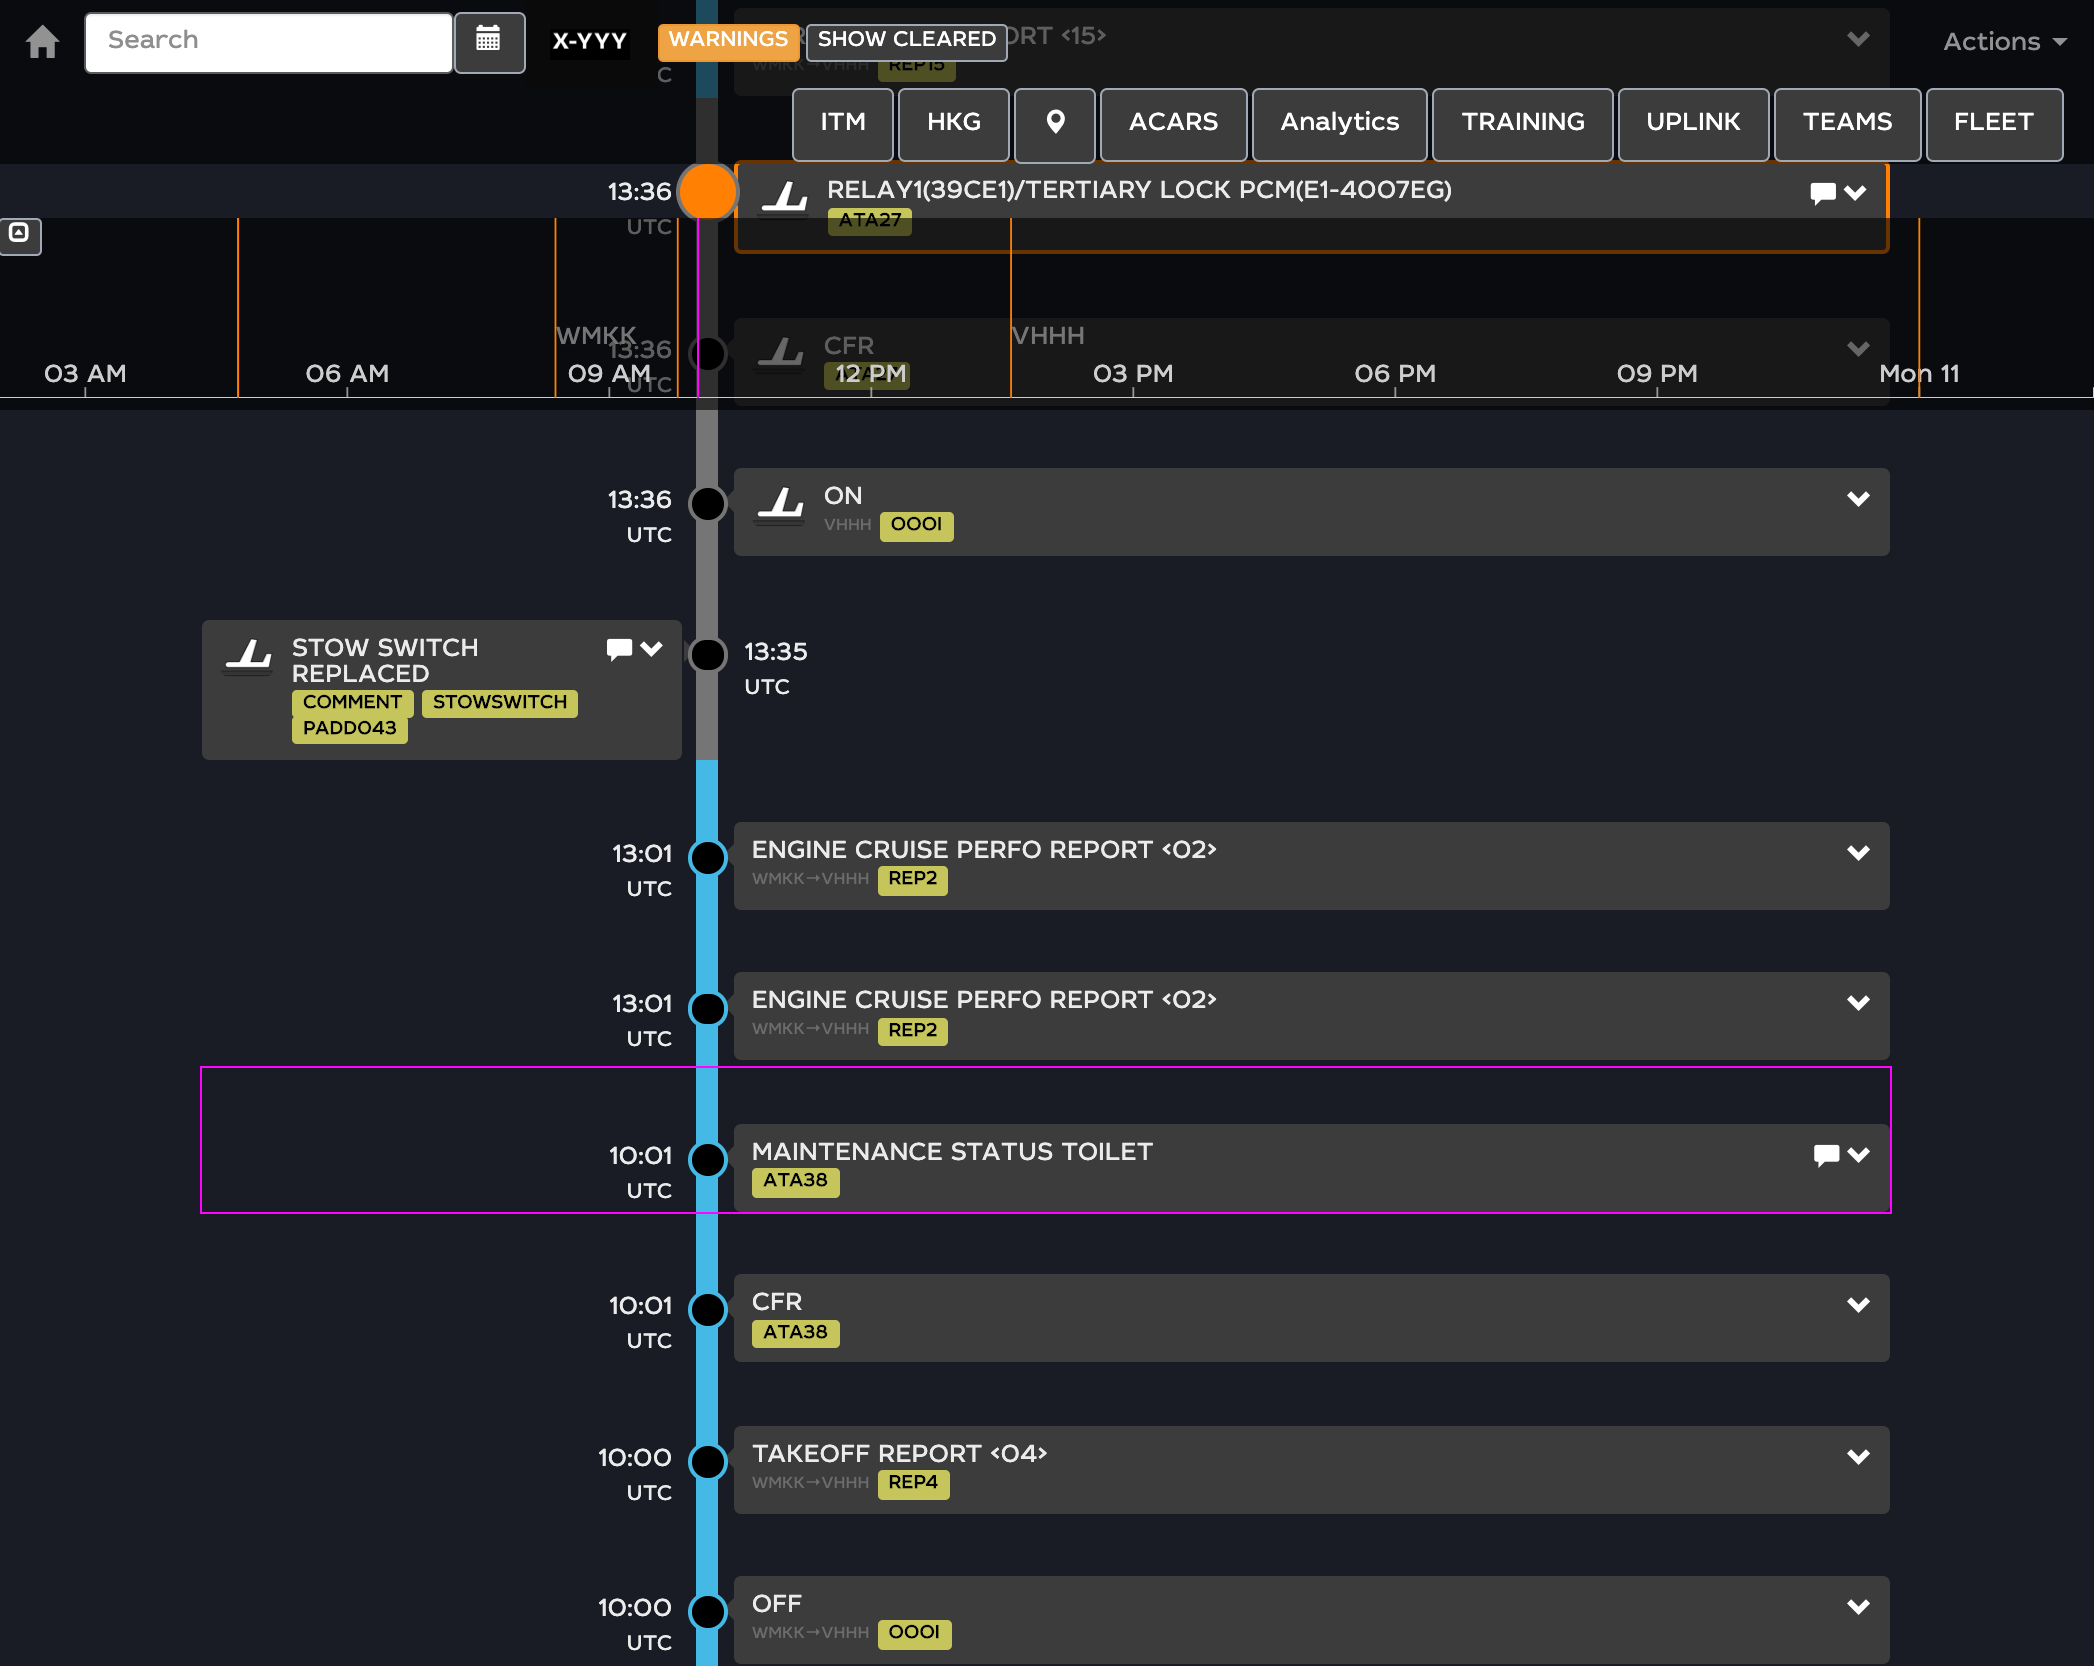 Search
X-YYY
WARNINGS
SHOW CLEARED
ORT <15>
Actions
C
WMKK→VHHH
REP15
ITM
HKG
ACARS
Analytics
TRAINING
UPLINK
TEAMS
FLEET
13:36
UTC
RELAY1(39CE1)/TERTIARY LOCK PCM(E1-4007EG)
ATA27
WMKK
VHHH
13:36
UTC
CFR
03 AM
06 AM
09 AM
12 PM
03 PM
06 PM
09 PM
Mon 11
13:36
UTC
ON
VHHH
OOOI
STOW SWITCH
REPLACED
COMMENT
STOWSWITCH
PADD043
13:35
UTC
13:01
UTC
ENGINE CRUISE PERFO REPORT <02>
WMKK→VHHH
REP2
13:01
UTC
ENGINE CRUISE PERFO REPORT <02>
WMKK→VHHH
REP2
10:01
UTC
MAINTENANCE STATUS TOILET
ATA38
10:01
UTC
CFR
ATA38
10:00
UTC
TAKEOFF REPORT <04>
WMKK→VHHH
REP4
10:00
UTC
OFF
WMKK→VHHH
OOOI